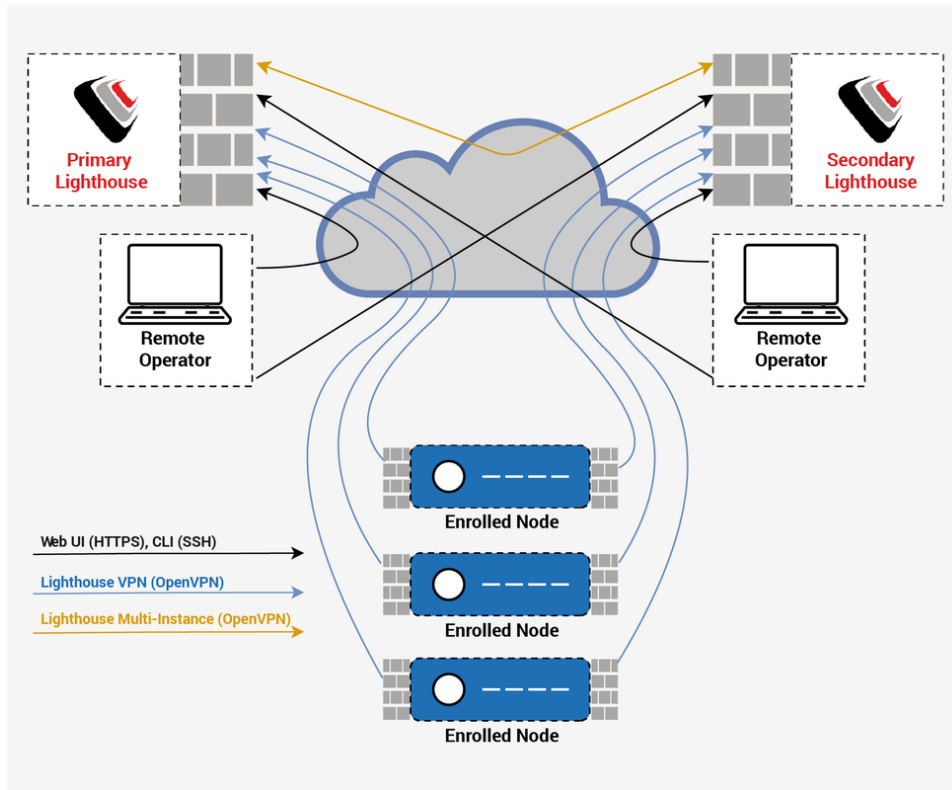 Primary
Lighthouse
Secondary
Lighthouse
Remote
Operator
Remote
Operator
Enrolled Node
Web UI (HTTPS), CLI (SSH)
Lighthouse VPN (OpenVPN)
Lighthouse Multi-Instance (OpenVPN)
Enrolled Node
Enrolled Node